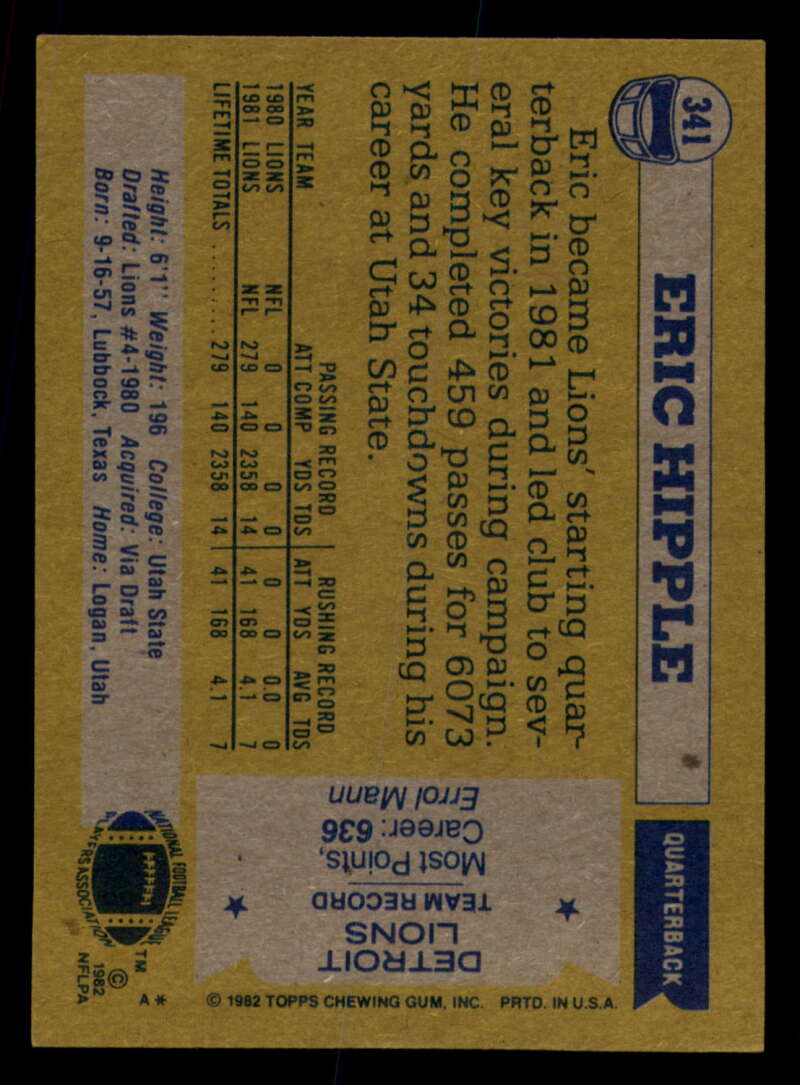 341
ERIC HIPPLE
QUARTERBACK
Eric became Lions' starting quar-
terback in 1981 and led club to sev-
eral key victories during campaign.
He completed 459 passes for 6073
yards and 34 touchdowns during his
career at Utah State.
PASSING RECORD RUSHING RECORD
YEAR TEAM ATT COMP YDS TDS ATT YDS AVG TDS
1980 LIONS NFL 0 0 0 0 0 0 0.0 0
1981 LIONS NFL 279 140 2358 14 41 168 4.1 7
LIFETIME TOTALS ......... 279 140 2358 14 41 168 4.1 7
Height: 6'1" Weight: 196 College: Utah State
Drafted: Lions #4-1980 Acquired: Via Draft
Born: 9-16-57, Lubbock, Texas Home: Logan, Utah
DETROIT
LIONS
TEAM RECORD
Most Points,
Career: 636
Errol Mann
NATIONAL FOOTBALL LEAGUE
PLAYERS ASSOCIATION
TM
©
1982
NFLPA
A*
© 1982 TOPPS CHEWING GUM, INC. PRTD. IN U.S.A.